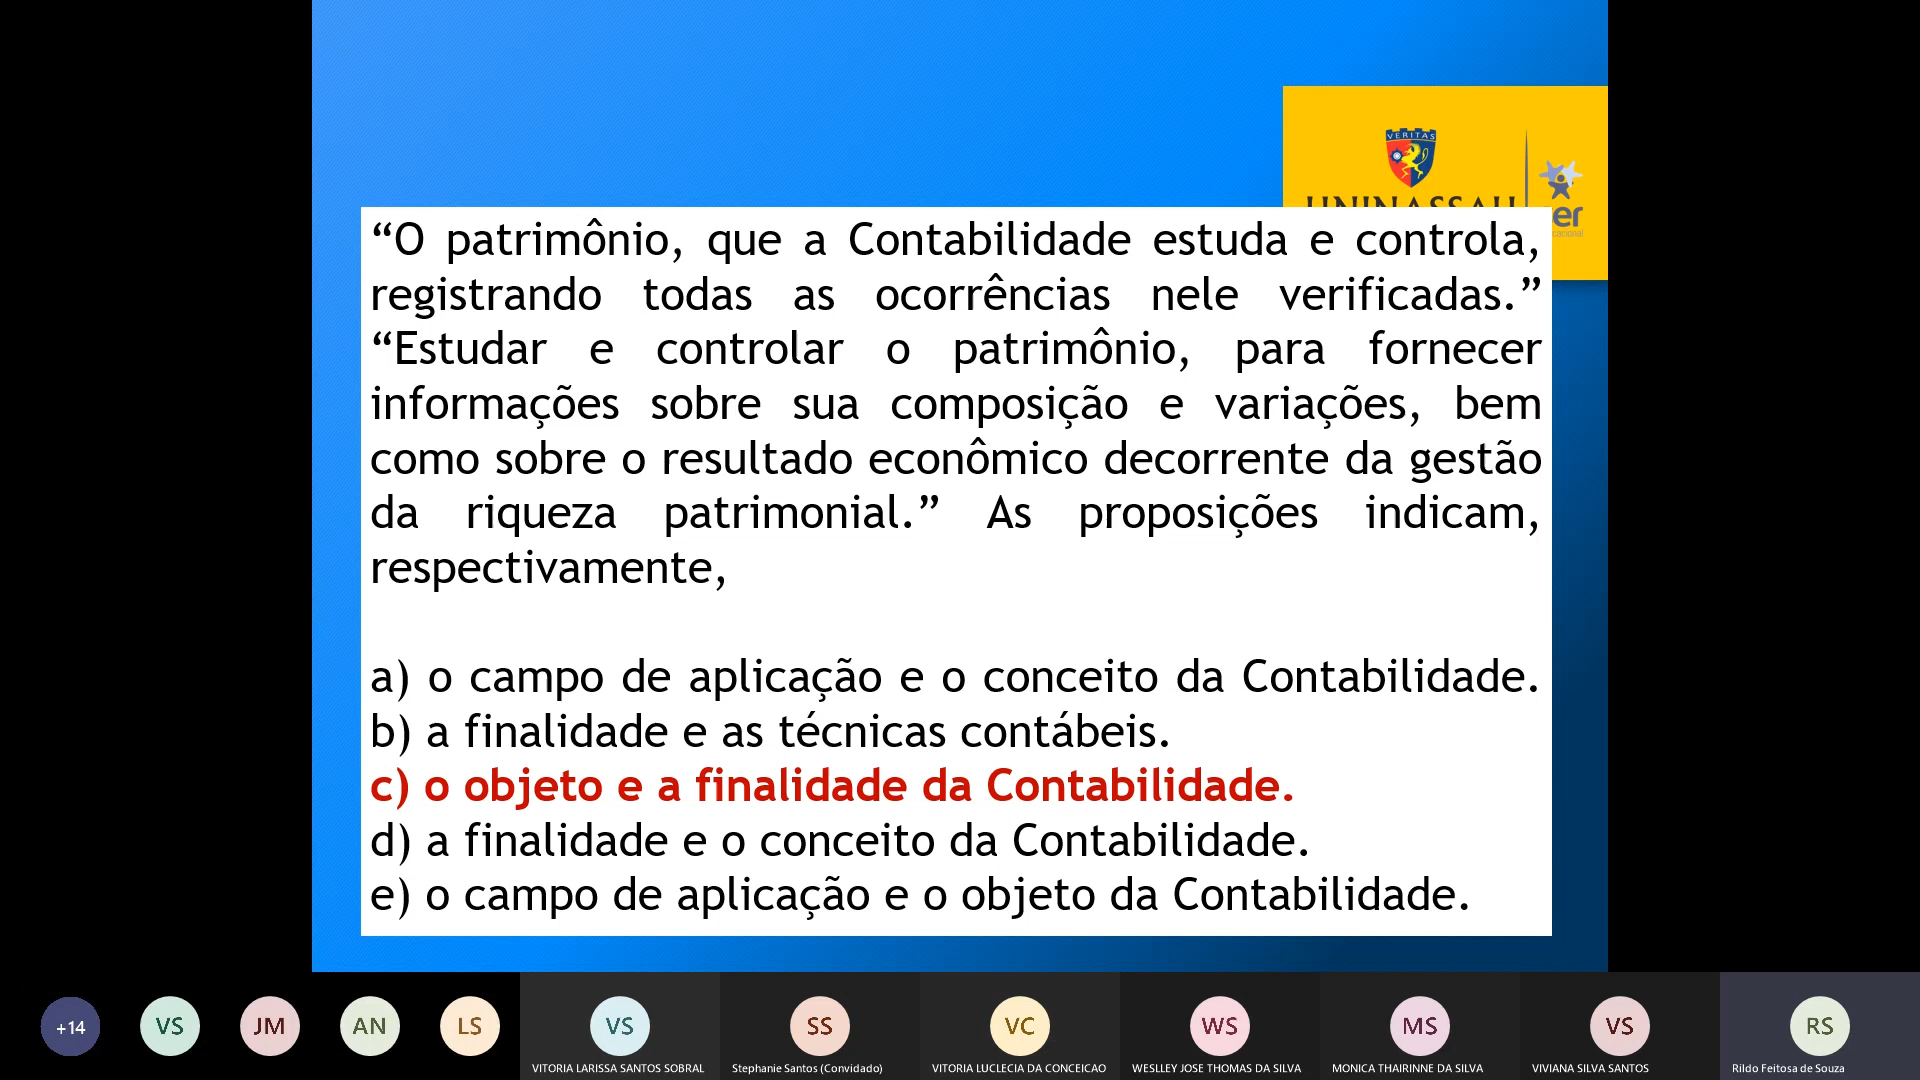 VERITAS
UNINASSAU
er
“O patrimônio, que a Contabilidade estuda e controla,
registrando todas as ocorrências nele verificadas.”
“Estudar e controlar o patrimônio, para fornecer
informações sobre sua composição e variações, bem
como sobre o resultado econômico decorrente da gestão
da riqueza patrimonial.” As proposições indicam,
respectivamente,
a) o campo de aplicação e o conceito da Contabilidade.
b) a finalidade e as técnicas contábeis.
c) o objeto e a finalidade da Contabilidade.
d) a finalidade e o conceito da Contabilidade.
e) o campo de aplicação e o objeto da Contabilidade.
+14 VS JM AN LS VS SS VC WS MS VS RS
VITORIA LARISSA SANTOS SOBRAL Stephanie Santos (Convidado) VITORIA LUCLECIA DA CONCEICAO WESLLEY JOSE THOMAS DA SILVA MONICA THAIRINNE DA SILVA VIVIANA SILVA SANTOS Rildo Feitosa de Souza